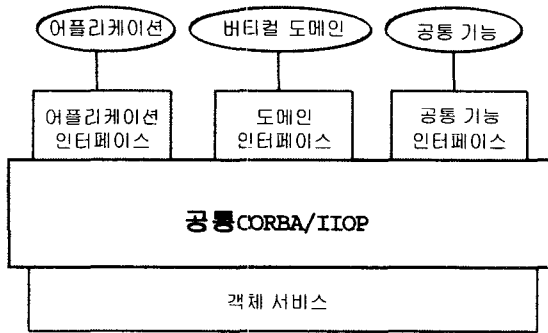 어플리케이션 버티컬 도메인 공통 기능
어플리케이션 도메인 공통 기능
인터페이스 인터페이스 인터페이스
공통CORBA/IIOP
객체 서비스